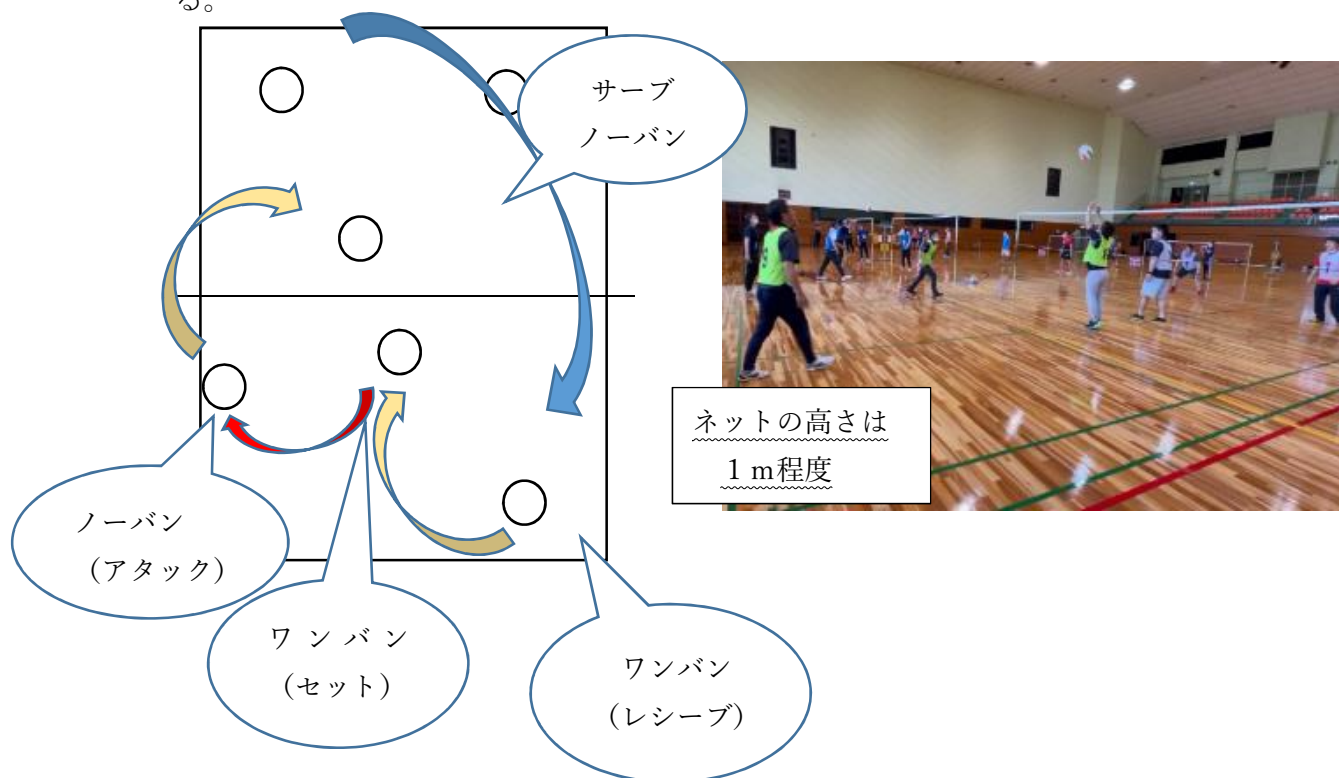 る。
サーブ
ノーバン
ネットの高さは
１ｍ程度
ノーバン
（アタック）
ワンバン
（セット）
ワンバン
（レシーブ）